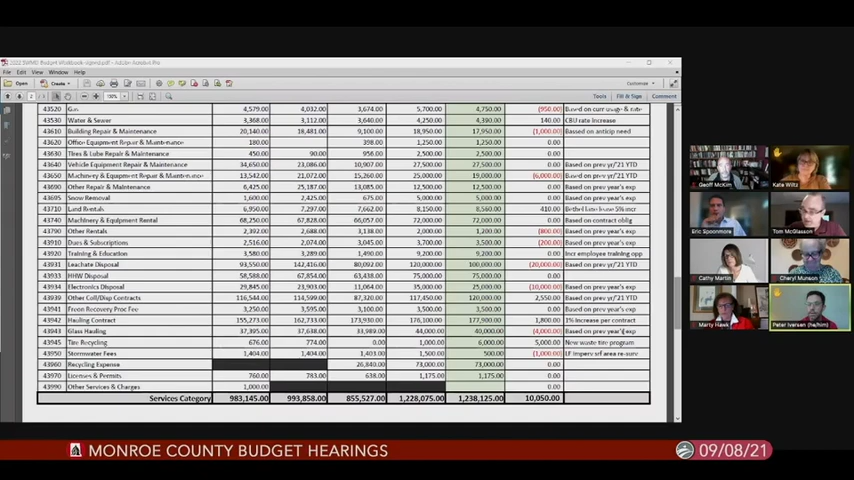 2022 SWMD Budget Workbook-signed.pdf - Adobe Acrobat Pro
File Edit View Window Help
Open Create Customize
2 Tools Fill & Sign Comment
43520 Gas 4,579.00 4,032.00 3,674.00 5,700.00 4,750.00 (950.00) Based on curr usage & rate
43530 Water & Sewer 3,368.00 3,112.00 3,640.00 4,250.00 4,390.00 140.00 CBU rate increase
43610 Building Repair & Maintenance 20,140.00 18,481.00 9,100.00 18,950.00 17,950.00 (1,000.00) Based on anticip need
43620 Office Equipment Repair & Maintenance 180.00 398.00 1,250.00 1,250.00 0.00
43630 Tires & Lube Repair & Maintenance 450.00 90.00 956.00 2,500.00 2,500.00 0.00
43640 Vehicle Equipment Repair & Maintenance 34,650.00 23,086.00 10,907.00 27,500.00 27,500.00 0.00 Based on prev yr/'21 YTD
43650 Machinery & Equipment Repair & Maintenance 13,542.00 21,072.00 15,260.00 25,000.00 19,000.00 (6,000.00) Based on prev yr/'21 YTD
43690 Other Repair & Maintenance 6,425.00 25,187.00 13,085.00 12,500.00 12,500.00 0.00 Based on prev year's exp
43695 Snow Removal 1,600.00 2,425.00 675.00 5,000.00 5,000.00 0.00 Based on prev year's exp
43710 Land Rentals 6,950.00 7,297.00 7,662.00 8,150.00 8,560.00 410.00 Beth-El Line Lease 5% incr
43740 Machinery & Equipment Rental 68,250.00 67,828.00 68,057.00 72,000.00 72,000.00 0.00 Based on contract oblig
43790 Other Rentals 2,392.00 2,688.00 3,138.00 2,000.00 1,200.00 (800.00) Based on prev year's exp
43910 Dues & Subscriptions 2,516.00 2,074.00 3,045.00 3,700.00 3,500.00 (200.00) Based on prev year's exp
43920 Training & Education 3,580.00 3,289.00 1,490.00 9,200.00 9,200.00 0.00 Incr employee training opp
43931 Leachate Disposal 93,550.00 142,416.00 80,092.00 120,000.00 100,000.00 (20,000.00) Based on prev yr/'21 YTD
43933 HHW Disposal 58,588.00 67,854.00 63,438.00 75,000.00 75,000.00 0.00 Based on prev year's exp
43934 Electronics Disposal 29,845.00 23,903.00 11,064.00 35,000.00 25,000.00 (10,000.00) Based on prev year's exp
43939 Other Coll/Disp Contracts 116,544.00 114,599.00 87,320.00 117,450.00 120,000.00 2,550.00 Based on prev yr/'21 YTD
43941 Freon Recovery Proc Fee 3,250.00 3,595.00 3,100.00 3,500.00 3,500.00 0.00 Based on prev year's exp
43942 Hauling Contract 155,273.00 162,733.00 173,930.00 176,100.00 177,900.00 1,800.00 1% Increase per contract
43943 Glass Hauling 37,395.00 37,638.00 33,989.00 44,000.00 40,000.00 (4,000.00) Based on prev year's exp
43945 Tire Recycling 676.00 774.00 0.00 1,000.00 6,000.00 5,000.00 New waste tire program
43950 Stormwater Fees 1,404.00 1,404.00 1,403.00 1,500.00 500.00 (1,000.00) LF Imperv surf area re-surv
43960 Recycling Expense 26,840.00 73,000.00 73,000.00 0.00
43970 Licenses & Permits 760.00 783.00 638.00 1,175.00 1,175.00 0.00
43990 Other Services & Charges 1,000.00 0.00
Services Category 983,145.00 993,858.00 855,527.00 1,228,075.00 1,238,125.00 10,050.00
Geoff McKim
Kate Wiltz
Eric Spoonmore
Tom McGlasson
Cathy Martin
Cheryl Munson
Marty Hawk
Peter Iversen (he/him)
MONROE COUNTY BUDGET HEARINGS 09/08/21